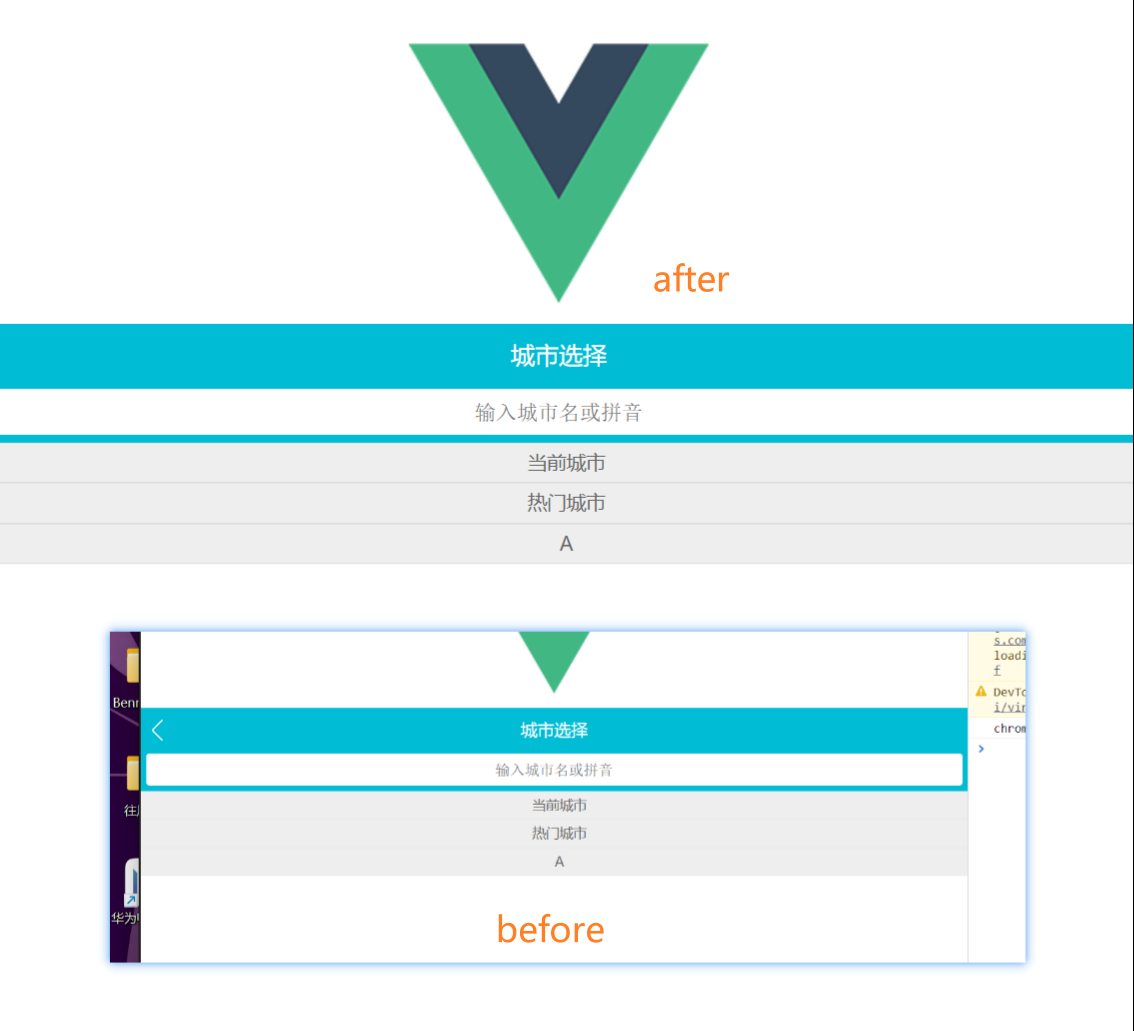 after
城市选择
输入城市名或拼音
当前城市
热门城市
A
s.com
loadi
f
Benn
DevTo
i/vir
城市选择
chrom
输入城市名或拼音
当前城市
往
热门城市
A
华为
before